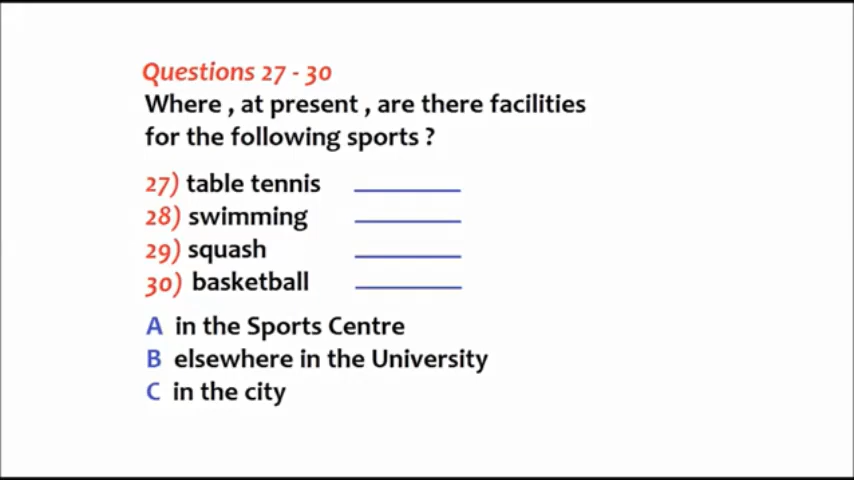 Questions 27 - 30
Where , at present , are there facilities
for the following sports ?
27) table tennis
28) swimming
29) squash
30) basketball
A in the Sports Centre
B elsewhere in the University
C in the city